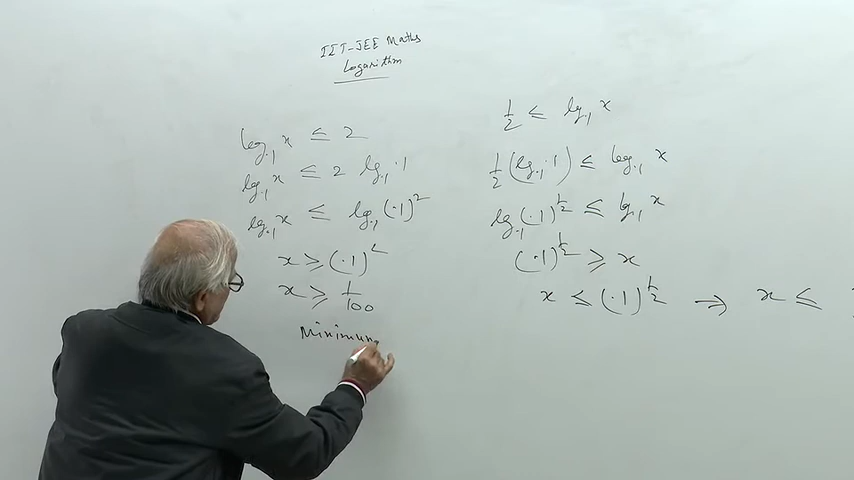 IIT-JEE Maths
Logarithm
log.₁ x ≤ 2
log.₁ x ≤ 2 log.₁ .1
log.₁ x ≤ log.₁ (.1)²
x ≥ (.1)²
x ≥ 1/100
Minimum
1/2 ≤ log.₁ x
1/2 (log.₁ .1) ≤ log.₁ x
log.₁ (.1)^1/2 ≤ log.₁ x
(.1)^1/2 ≥ x
x ≤ (.1)^1/2 ⇒ x ≤